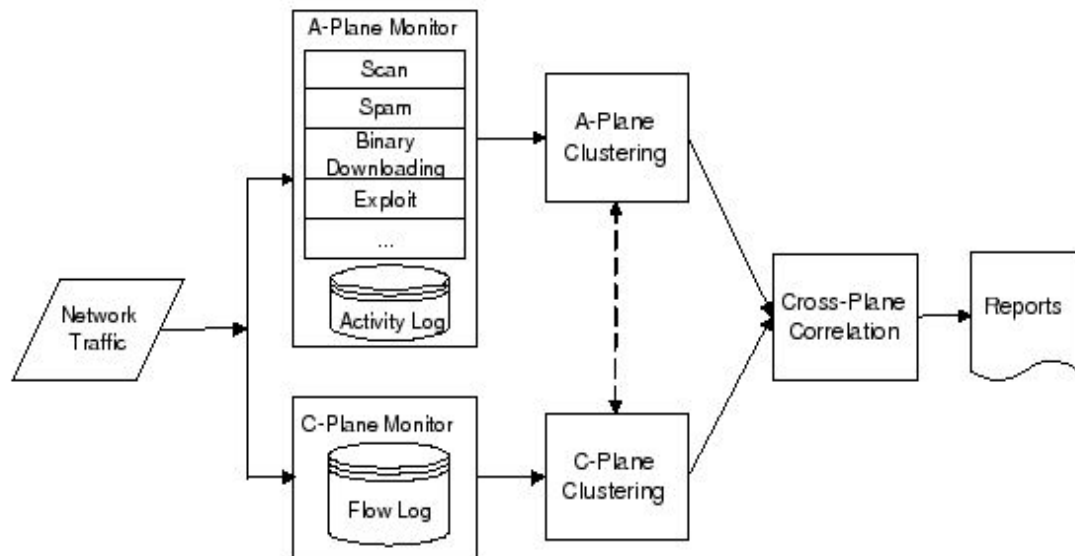 A-Plane Monitor
Scan
Spam
Binary
Downloading
Exploit
...
Activity Log
Network
Traffic
C-Plane Monitor
Flow Log
A-Plane
Clustering
C-Plane
Clustering
Cross-Plane
Correlation
Reports